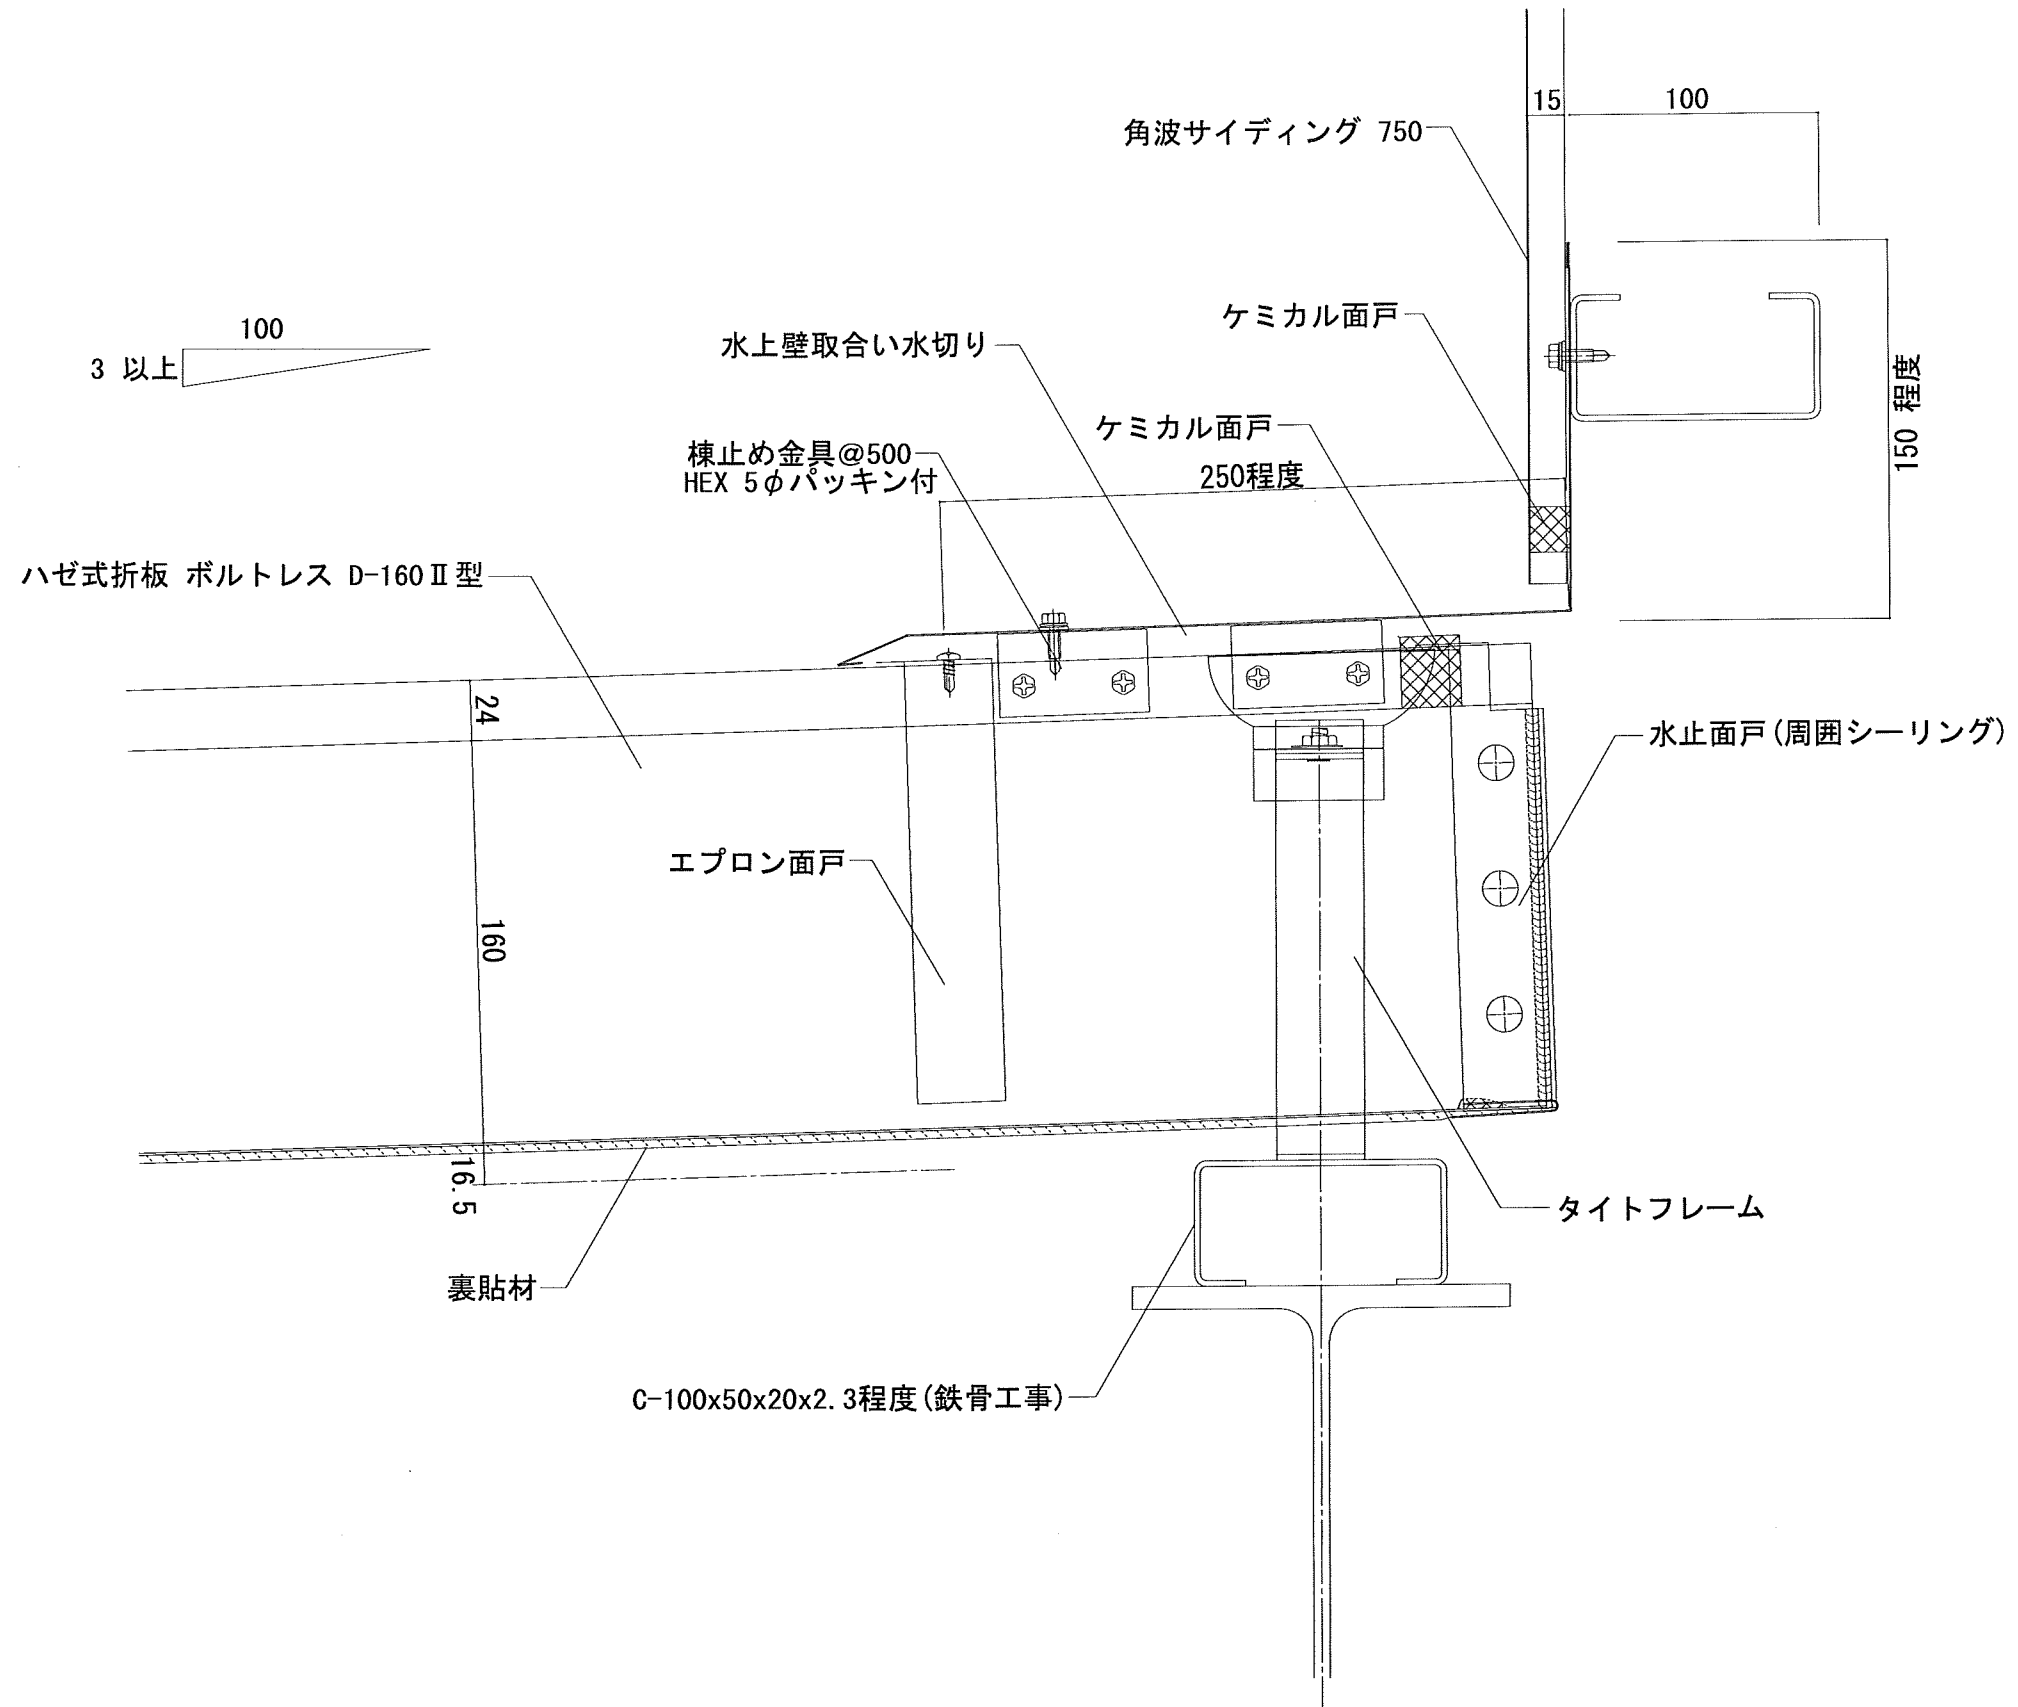 15
100
角波サイディング 750
ケミカル面戸
100
3 以上
水上壁取合い水切り
150 程度
ケミカル面戸
棟止め金具@500
HEX 5φパッキン付
250程度
ハゼ式折板 ボルトレス D-160Ⅱ型
24
水止面戸(周囲シーリング)
エプロン面戸
160
16.5
タイトフレーム
裏貼材
C-100x50x20x2.3程度(鉄骨工事)